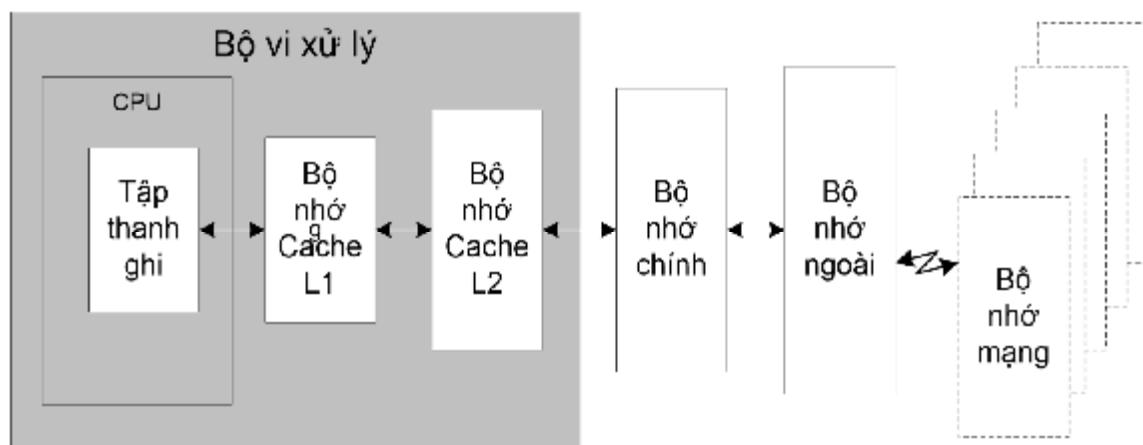 Bộ vi xử lý
CPU
Tập
thanh
ghi
Bộ
nhớ
g
Cache
L1
Bộ
nhớ
Cache
L2
Bộ
nhớ
chính
Bộ
nhớ
ngoài
Bộ
nhớ
mạng